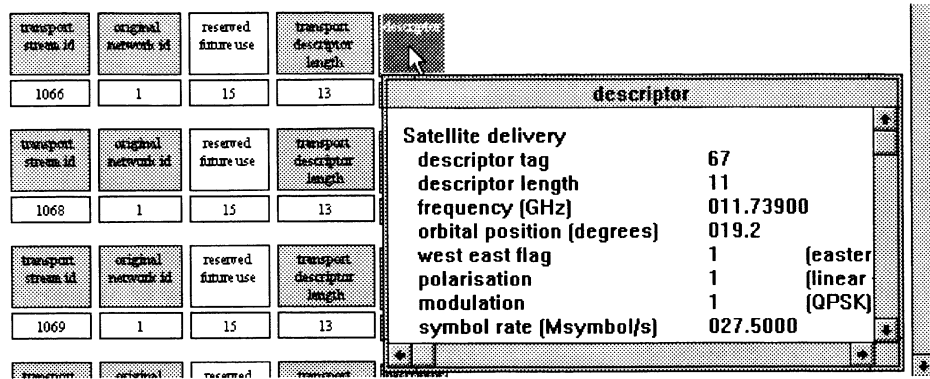 transport stream id
original network id
reserved future use
transport descriptor length
1066 1 15 13
descriptor
Satellite delivery
descriptor tag 67
descriptor length 11
frequency (GHz) 011.73900
orbital position (degrees) 019.2
west east flag 1 (easter
polarisation 1 (linear
modulation 1 (QPSK)
symbol rate (Msymbol/s) 027.5000
transport stream id
original network id
reserved future use
transport descriptor length
1068 1 15 13
transport stream id
original network id
reserved future use
transport descriptor length
1069 1 15 13
transport original reserved transport